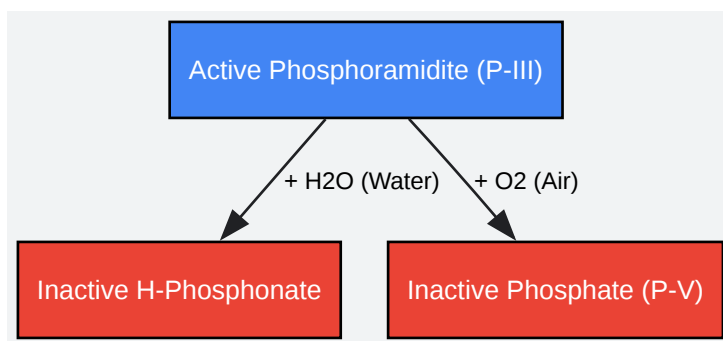 Active Phosphoramidite (P-III)
+ H2O (Water)
+ O2 (Air)
Inactive H-Phosphonate
Inactive Phosphate (P-V)